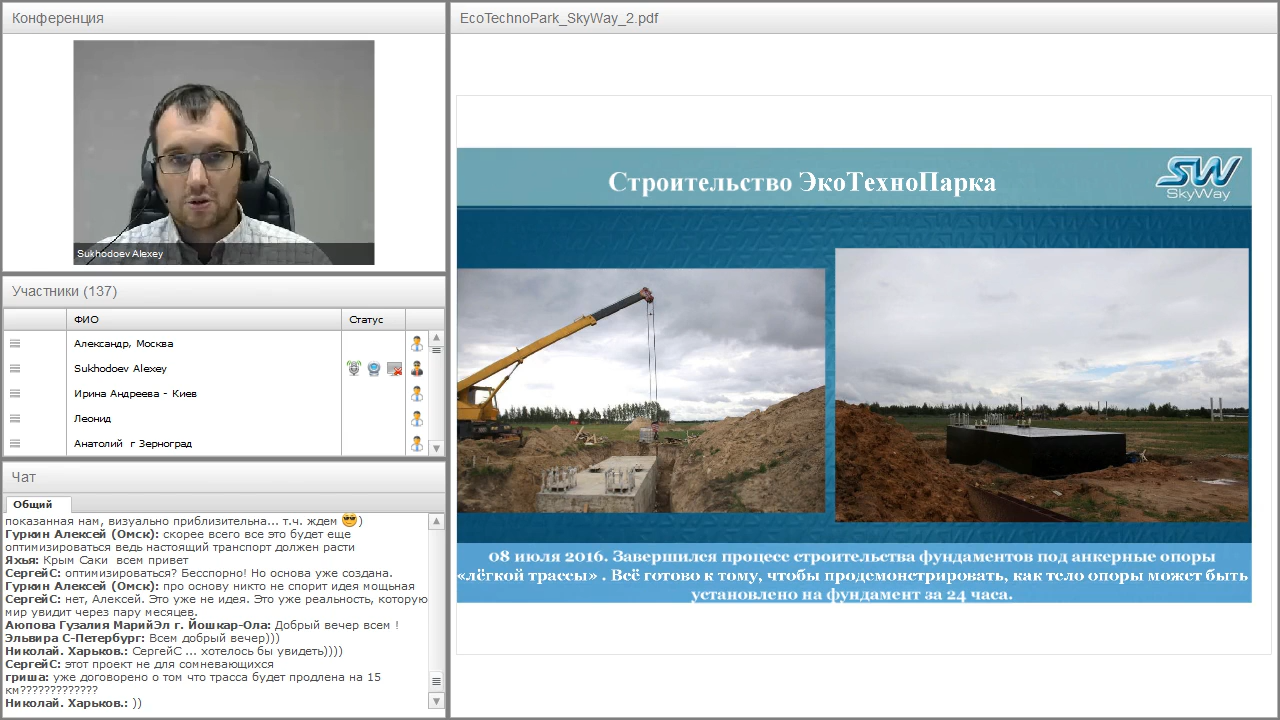 Конференция
Sukhodoev Alexey
Участники (137)
ФИО
Статус
Александр, Москва
Sukhodoev Alexey
Ирина Андреева - Киев
Леонид
Анатолий г Зерноград
Чат
Общий
показанная нам, визуально приблизительна... т.ч. ждем )
Гуркин Алексей (Омск): скорее всего все это будет еще
оптимизироваться ведь настоящий транспорт должен расти
Яхья: Крым Саки всем привет
СергейС: оптимизироваться? Бесспорно! Но основа уже создана.
Гуркин Алексей (Омск): про основу никто не спорит идея мощьная
СергейС: нет, Алексей. Это уже не идея. Это уже реальность, которую
мир увидит через пару месяцев.
Аюпова Гузалия МарийЭл г. Йошкар-Ола: Добрый вечер всем !
Эльвира С-Петербург: Всем добрый вечер)))
Николай. Харьков.: СергейС ... хотелось бы увидеть))))
СергейС: этот проект не для сомневающихся
гриша: уже договорено о том что трасса будет продлена на 15
км?????????????
Николай. Харьков.: ))
EcoTechnoPark_SkyWay_2.pdf
Строительство ЭкоТехноПарка
SW
SkyWay
08 июля 2016. Завершился процесс строительства фундаментов под анкерные опоры
«лёгкой трассы» . Всё готово к тому, чтобы продемонстрировать, как тело опоры может быть
установлено на фундамент за 24 часа.